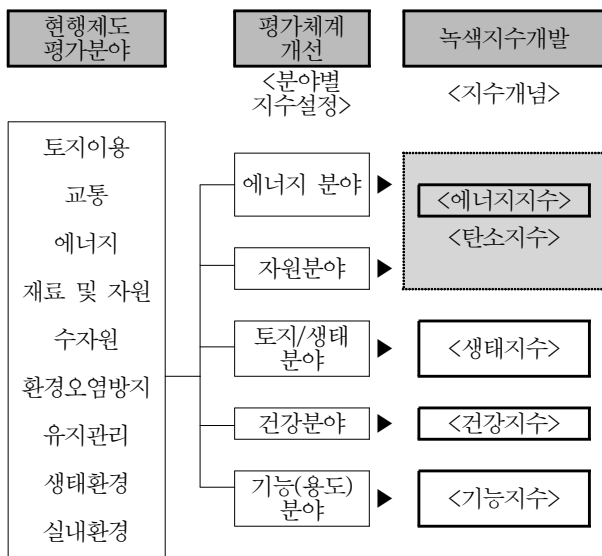 현행제도
평가분야
평가체계
개선
<분야별
지수설정>
녹색지수개발
<지수개념>
토지이용
교통
에너지
재료 및 자원
수자원
환경오염방지
유지관리
생태환경
실내환경
에너지 분야
자원분야
토지/생태
분야
건강분야
기능(용도)
분야
<에너지지수>
<탄소지수>
<생태지수>
<건강지수>
<기능지수>